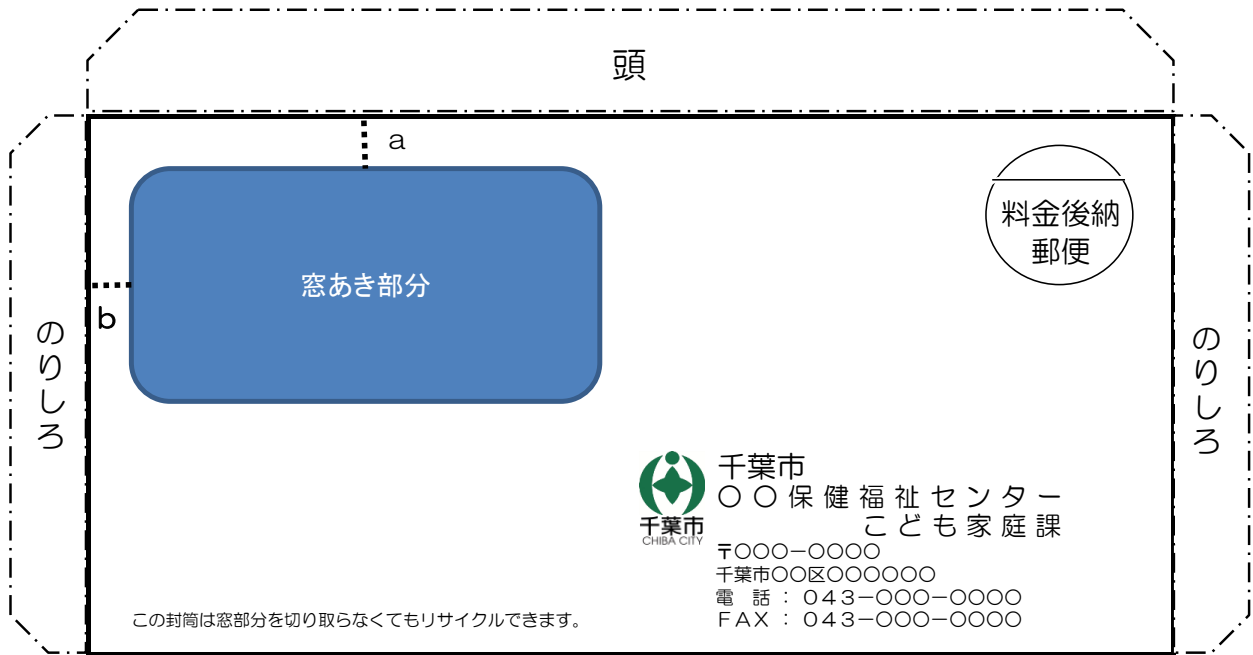 頭
a
料金後納
郵便
窓あき部分
b
のりしろ
のりしろ
千葉市
CHIBA CITY
千葉市
〇〇保健福祉センター
こども家庭課
〒〇〇〇−〇〇〇〇
千葉市〇〇区〇〇〇〇〇〇
電　話：０４３−〇〇〇−〇〇〇〇
ＦＡＸ：０４３−〇〇〇−〇〇〇〇
この封筒は窓部分を切り取らなくてもリサイクルできます。